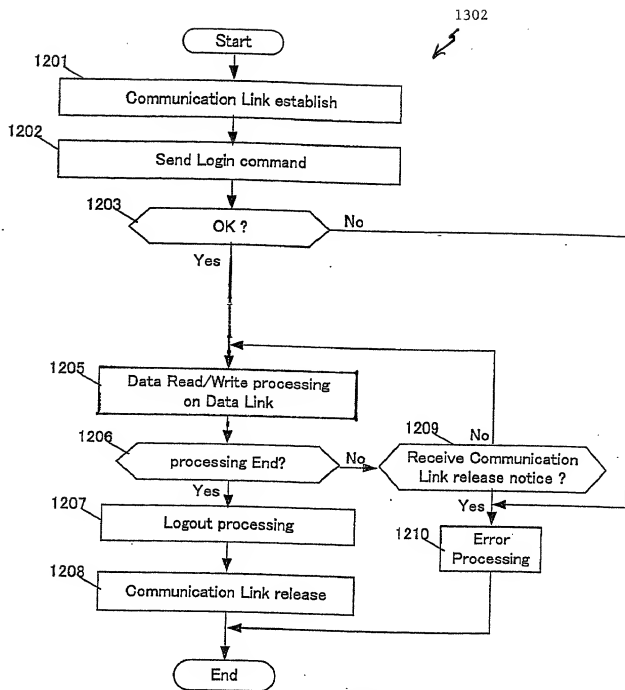 1302
Start
1201
Communication Link establish
1202
Send Login command
1203
OK ?
No
Yes
1205
Data Read/Write processing
on Data Link
1209
No
1206
processing End?
No
Receive Communication
Link release notice ?
Yes
Yes
1207
Logout processing
1210
Error
Processing
1208
Communication Link release
End